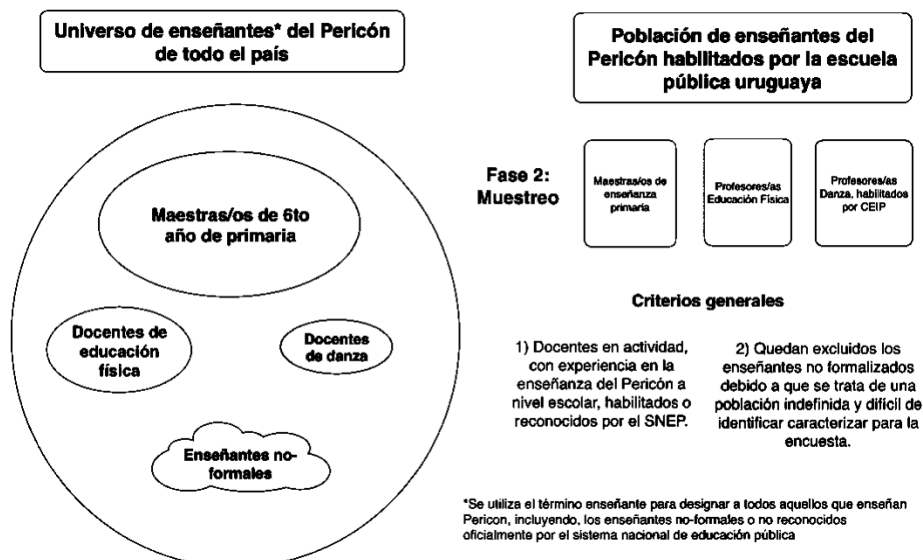 Universo de enseñantes* del Pericón
de todo el país
Maestras/os de 6to
año de primaria
Docentes de
educación
física
Docentes
de danza
Enseñantes no-
formales
Población de enseñantes del
Pericón habilitados por la escuela
pública uruguaya
Fase 2:
Muestreo
Maestras/os de
enseñanza
primaria
Profesores/as
Educación Física
Profesores/as
Danza, habilitados
por CEIP
Criterios generales
1) Docentes en actividad,
con experiencia en la
enseñanza del Pericón a
nivel escolar, habilitados o
reconocidos por el SNEP.
2) Quedan excluidos los
enseñantes no formalizados
debido a que se trata de una
población indefinida y difícil de
identificar caracterizar para la
encuesta.
*Se utiliza el término enseñante para designar a todos aquellos que enseñan
Pericon, incluyendo, los enseñantes no-formales o no reconocidos
oficialmente por el sistema nacional de educación pública